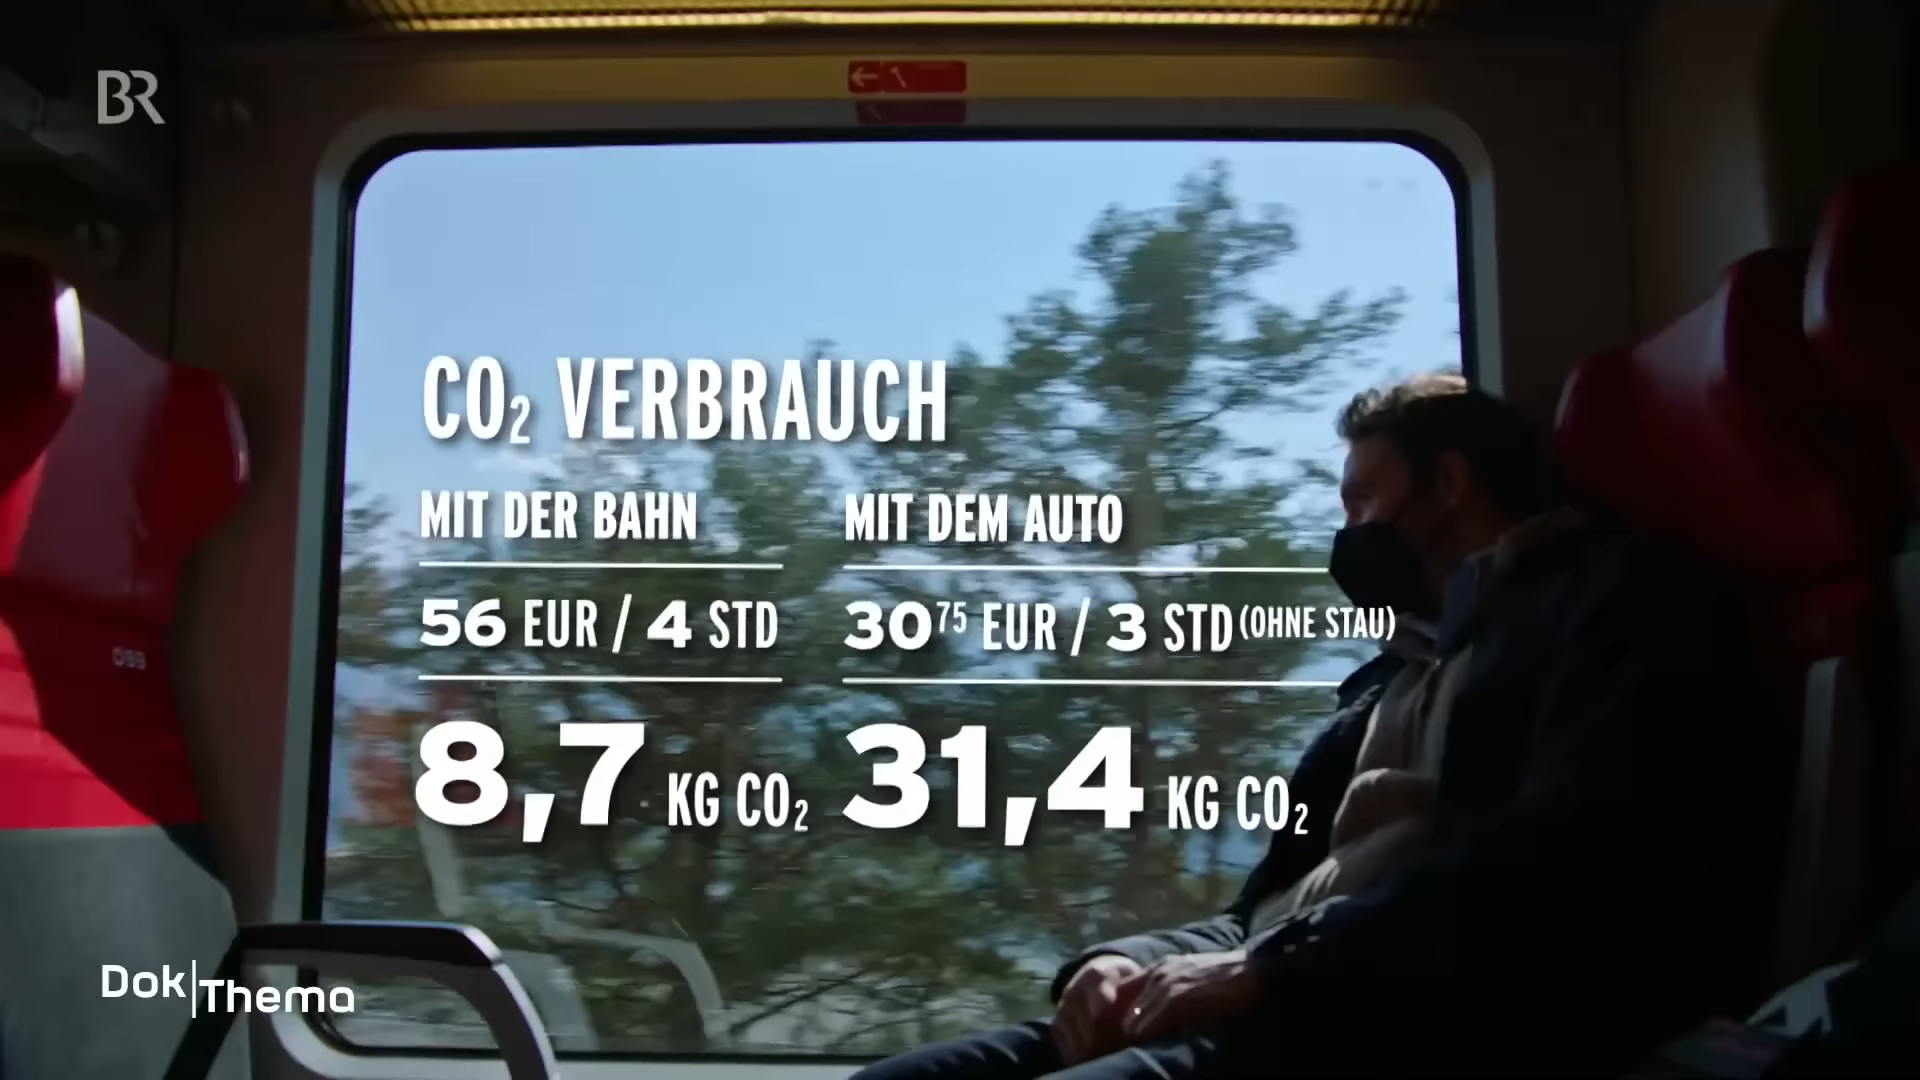 BR
CO₂ VERBRAUCH
MIT DER BAHN
MIT DEM AUTO
56 EUR / 4 STD
30⁷⁵ EUR / 3 STD (OHNE STAU)
8,7 KG CO₂
31,4 KG CO₂
ÖBB
Dok|Thema